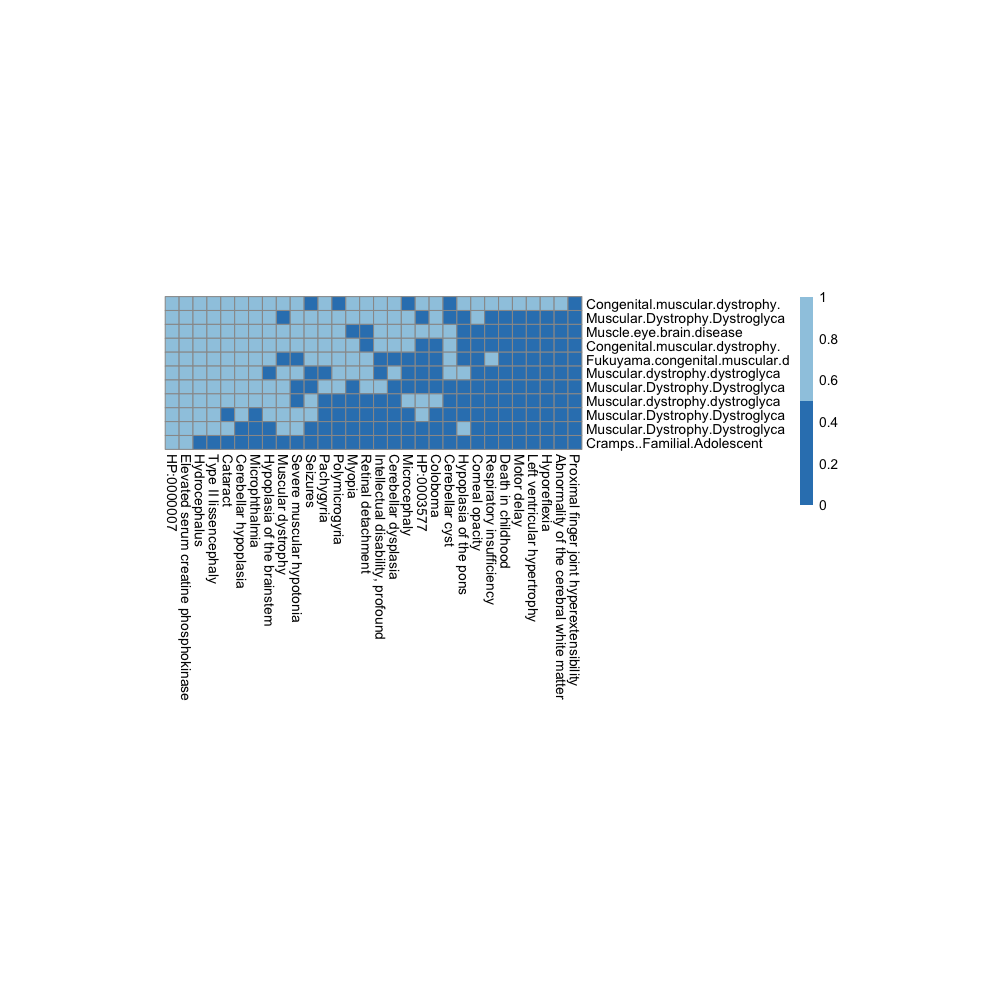 Congenital.muscular.dystrophy.
Muscular.Dystrophy.Dystroglyca
Muscle.eye.brain.disease
Congenital.muscular.dystrophy.
Fukuyama.congenital.muscular.d
Muscular.dystrophy.dystroglyca
Muscular.Dystrophy.Dystroglyca
Muscular.dystrophy.dystroglyca
Muscular.Dystrophy.Dystroglyca
Muscular.Dystrophy.Dystroglyca
Cramps..Familial.Adolescent
1
0.8
0.6
0.4
0.2
0
HP:0000007
Elevated serum creatine phosphokinase
Hydrocephalus
Type II lissencephaly
Cataract
Cerebellar hypoplasia
Microphthalmia
Hypoplasia of the brainstem
Muscular dystrophy
Severe muscular hypotonia
Seizures
Pachygyria
Polymicrogyria
Myopia
Retinal detachment
Intellectual disability, profound
Cerebellar dysplasia
Microcephaly
HP:0003577
Coloboma
Cerebellar cyst
Hypoplasia of the pons
Corneal opacity
Respiratory insufficiency
Death in childhood
Motor delay
Left ventricular hypertrophy
Hyporeflexia
Abnormality of the cerebral white matter
Proximal finger joint hyperextensibility